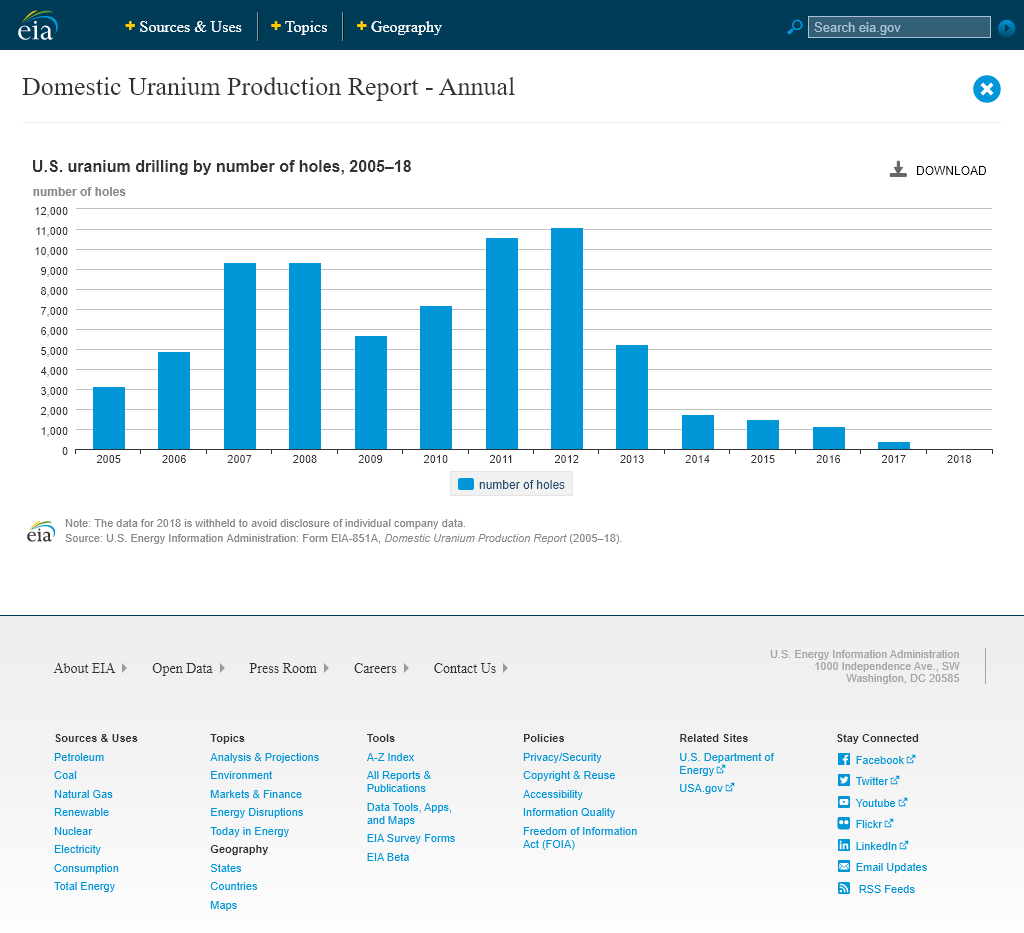 eia
Sources & Uses
Topics
Geography
Search eia.gov
Domestic Uranium Production Report - Annual
U.S. uranium drilling by number of holes, 2005–18
DOWNLOAD
number of holes
12,000
11,000
10,000
9,000
8,000
7,000
6,000
5,000
4,000
3,000
2,000
1,000
0
2005 2006 2007 2008 2009 2010 2011 2012 2013 2014 2015 2016 2017 2018
number of holes
eia
Note: The data for 2018 is withheld to avoid disclosure of individual company data.
Source: U.S. Energy Information Administration: Form EIA-851A, Domestic Uranium Production Report (2005–18).
About EIA
Open Data
Press Room
Careers
Contact Us
U.S. Energy Information Administration
1000 Independence Ave., SW
Washington, DC 20585
Sources & Uses
Petroleum
Coal
Natural Gas
Renewable
Nuclear
Electricity
Consumption
Total Energy
Topics
Analysis & Projections
Environment
Markets & Finance
Energy Disruptions
Today in Energy
Geography
States
Countries
Maps
Tools
A-Z Index
All Reports &
Publications
Data Tools, Apps,
and Maps
EIA Survey Forms
EIA Beta
Policies
Privacy/Security
Copyright & Reuse
Accessibility
Information Quality
Freedom of Information
Act (FOIA)
Related Sites
U.S. Department of
Energy
USA.gov
Stay Connected
Facebook
Twitter
Youtube
Flickr
LinkedIn
Email Updates
RSS Feeds